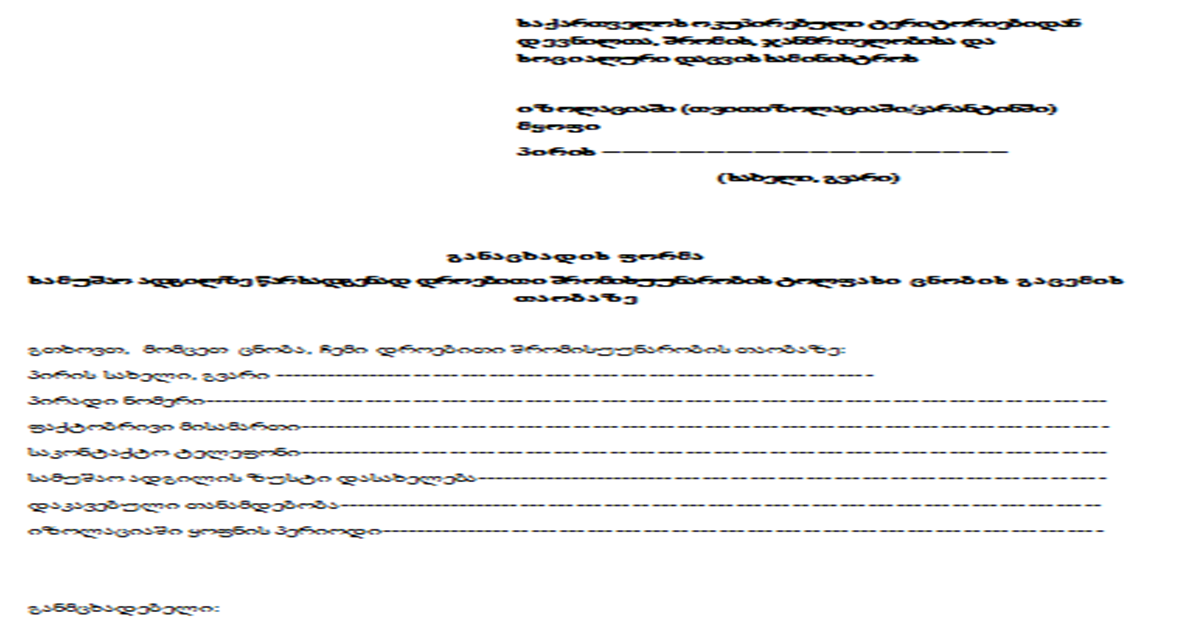 საქართველოს ოკუპირებული ტერიტორიებიდან
დევნილთა, შრომის, ჯანმრთელობისა და
სოციალური დაცვის სამინისტროს
იზოლაციაში (თვითიზოლაციაში/კარანტინში)
მყოფი
პირის ——————————————————
(სახელი, გვარი)
განაცხადის ფორმა
სამუშაო ადგილზე წარსადგენად დროებითი შრომისუუნარობის ტოლფასი ცნობის გაცემის
თაობაზე
გთხოვთ, მომცეთ ცნობა, ჩემი დროებითი შრომისუუნარობის თაობაზე:
პირის სახელი, გვარი ----------------------------------------------------------------
პირადი ნომერი----------------------------------------------------------------
ფაქტობრივი მისამართი----------------------------------------------------------------
საკონტაქტო ტელეფონი----------------------------------------------------------------
სამუშაო ადგილის ზუსტი დასახელება----------------------------------------------------------------
დაკავებული თანამდებობა----------------------------------------------------------------
იზოლაციაში ყოფნის პერიოდი----------------------------------------------------------------
განმცხადებელი: